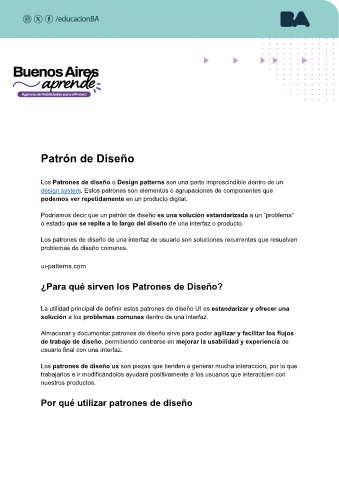 /educacionBA
BA
Buenos Aires
aprende
Agencia de Habilidades para el Futuro
Patrón de Diseño
Los Patrones de diseño o Design patterns son una parte imprescindible dentro de un
design system. Estos patrones son elementos o agrupaciones de componentes que
podemos ver repetidamente en un producto digital.
Podríamos decir que un patrón de diseño es una solución estandarizada a un "problema"
o estado que se repite a lo largo del diseño de una interfaz o producto.
Los patrones de diseño de una interfaz de usuario son soluciones recurrentes que resuelven
problemas de diseño comunes.
ui-patterns.com
¿Para qué sirven los Patrones de Diseño?
La utilidad principal de definir estos patrones de diseño UI es estandarizar y ofrecer una
solución a los problemas comunes dentro de una interfaz.
Almacenar y documentar patrones de diseño sirve para poder agilizar y facilitar los flujos
de trabajo de diseño, permitiendo centrarse en mejorar la usabilidad y experiencia de
usuario final con una interfaz.
Los patrones de diseño ux son piezas que tienden a generar mucha interacción, por lo que
trabajarlos e ir modificándolos ayudará positivamente a los usuarios que interactúen con
nuestros productos.
Por qué utilizar patrones de diseño